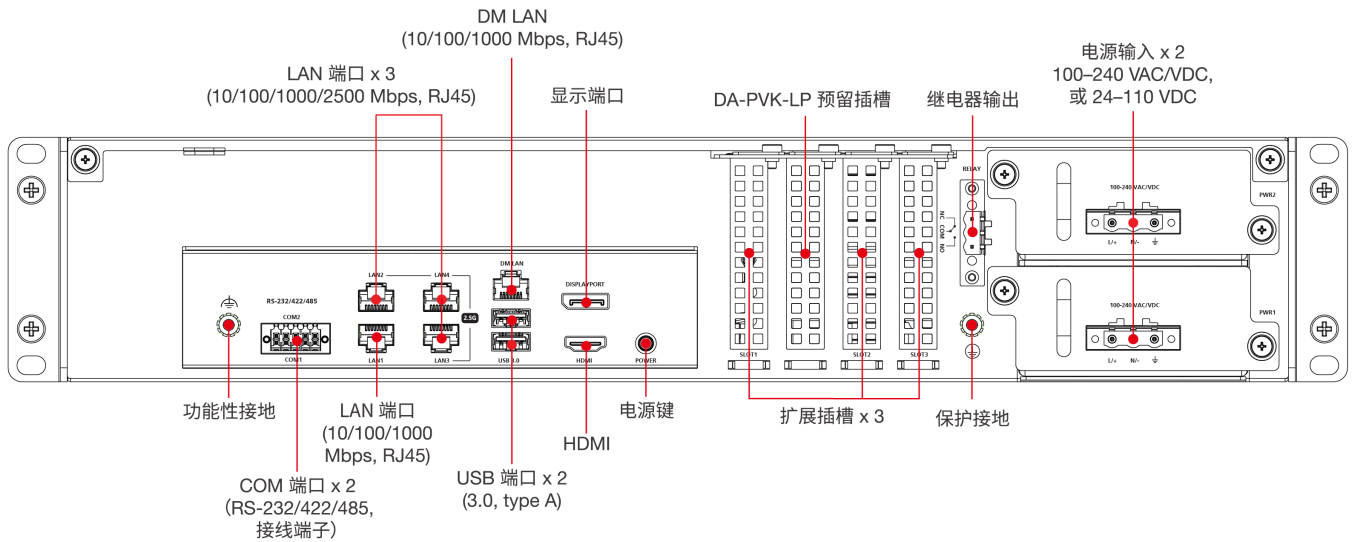 DM LAN
(10/100/1000 Mbps, RJ45)
LAN 端口 x 3
(10/100/1000/2500 Mbps, RJ45)
显示端口
DA-PVK-LP 预留插槽
继电器输出
电源输入 x 2
100–240 VAC/VDC,
或 24–110 VDC
RELAY
NC COM NO
100-240 VAC/VDC
PWR2
L/+ N/-
100-240 VAC/VDC
PWR1
L/+ N/-
RS-232/422/485
COM2
COM1
LAN2
LAN4
2.5G
LAN1
LAN3
DM LAN
USB 3.0
DISPLAYPORT
HDMI
POWER
SLOT1
SLOT2
SLOT3
功能性接地
COM 端口 x 2
（RS-232/422/485,
接线端子）
LAN 端口
(10/100/1000
Mbps, RJ45)
USB 端口 x 2
(3.0, type A)
HDMI
电源键
扩展插槽 x 3
保护接地